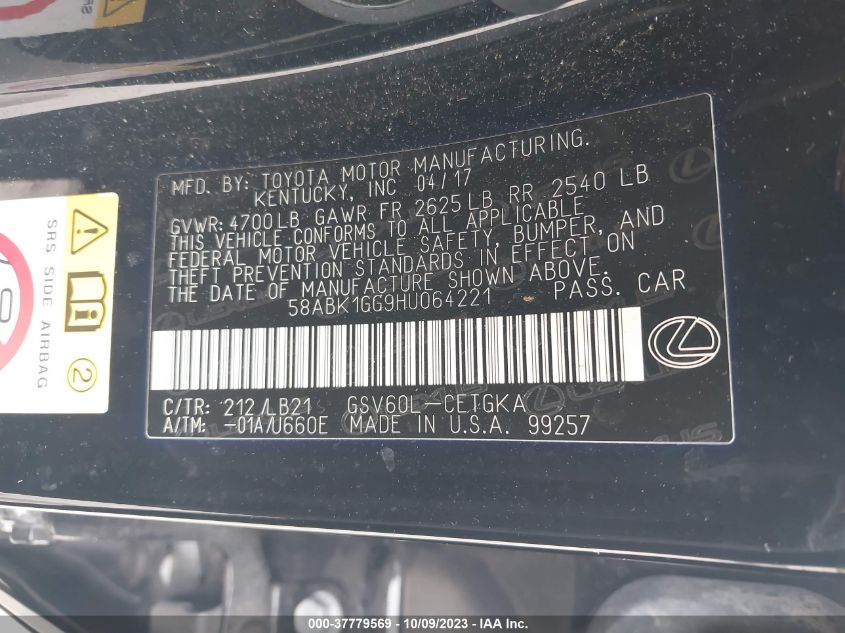 MFD. BY: TOYOTA MOTOR MANUFACTURING.
KENTUCKY, INC 04/17
GVWR: 4700LB GAWR FR 2625LB RR 2540 LB
THIS VEHICLE CONFORMS TO ALL APPLICABLE
FEDERAL MOTOR VEHICLE SAFETY, BUMPER, AND
THEFT PREVENTION STANDARDS IN EFFECT ON
THE DATE OF MANUFACTURE SHOWN ABOVE.
58ABK1GG9HU064221 PASS. CAR
C/TR: 212/LB21 GSV60L-CETGKA
A/TM: -01A/U660E MADE IN U.S.A. 99257
SRS SIDE AIRBAG
2
000-37779569 - 10/09/2023 - IAA Inc.